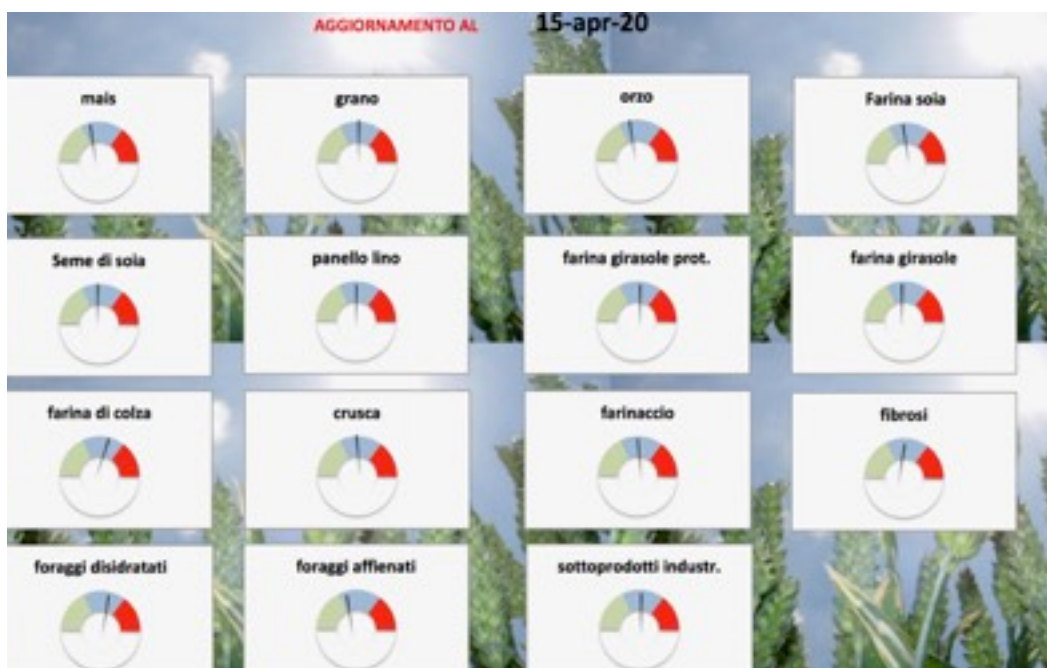 AGGIORNAMENTO AL 15-apr-20
mais grano orzo Farina soia
Seme di soia panello lino farina girasole prot. farina girasole
farina di colza crusca farinaccio fibrosi
foraggi disidratati foraggi affienati sottoprodotti industr.